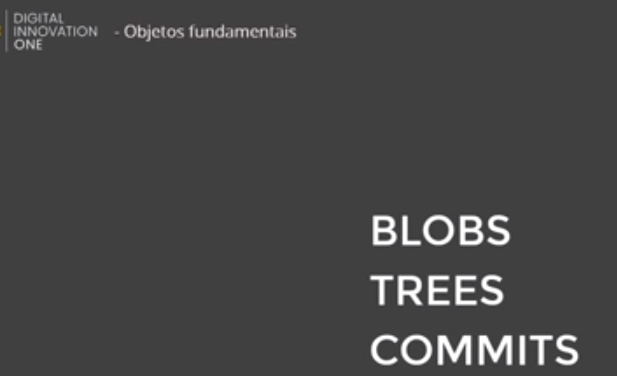 DIGITAL
INNOVATION
ONE
- Objetos fundamentais
BLOBS
TREES
COMMITS